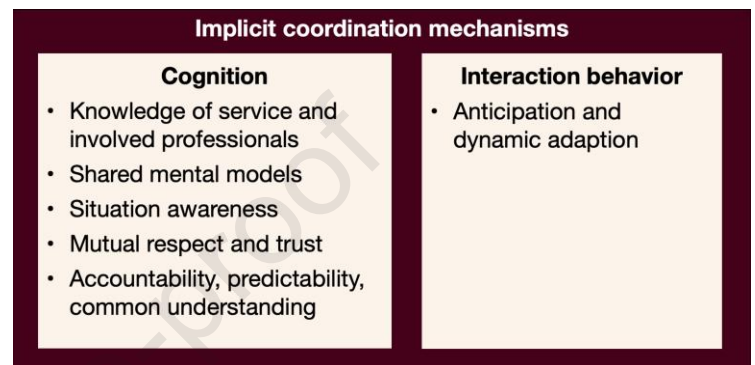 Implicit coordination mechanisms
Cognition
• Knowledge of service and
involved professionals
• Shared mental models
• Situation awareness
• Mutual respect and trust
• Accountability, predictability,
common understanding
Interaction behavior
• Anticipation and
dynamic adaption